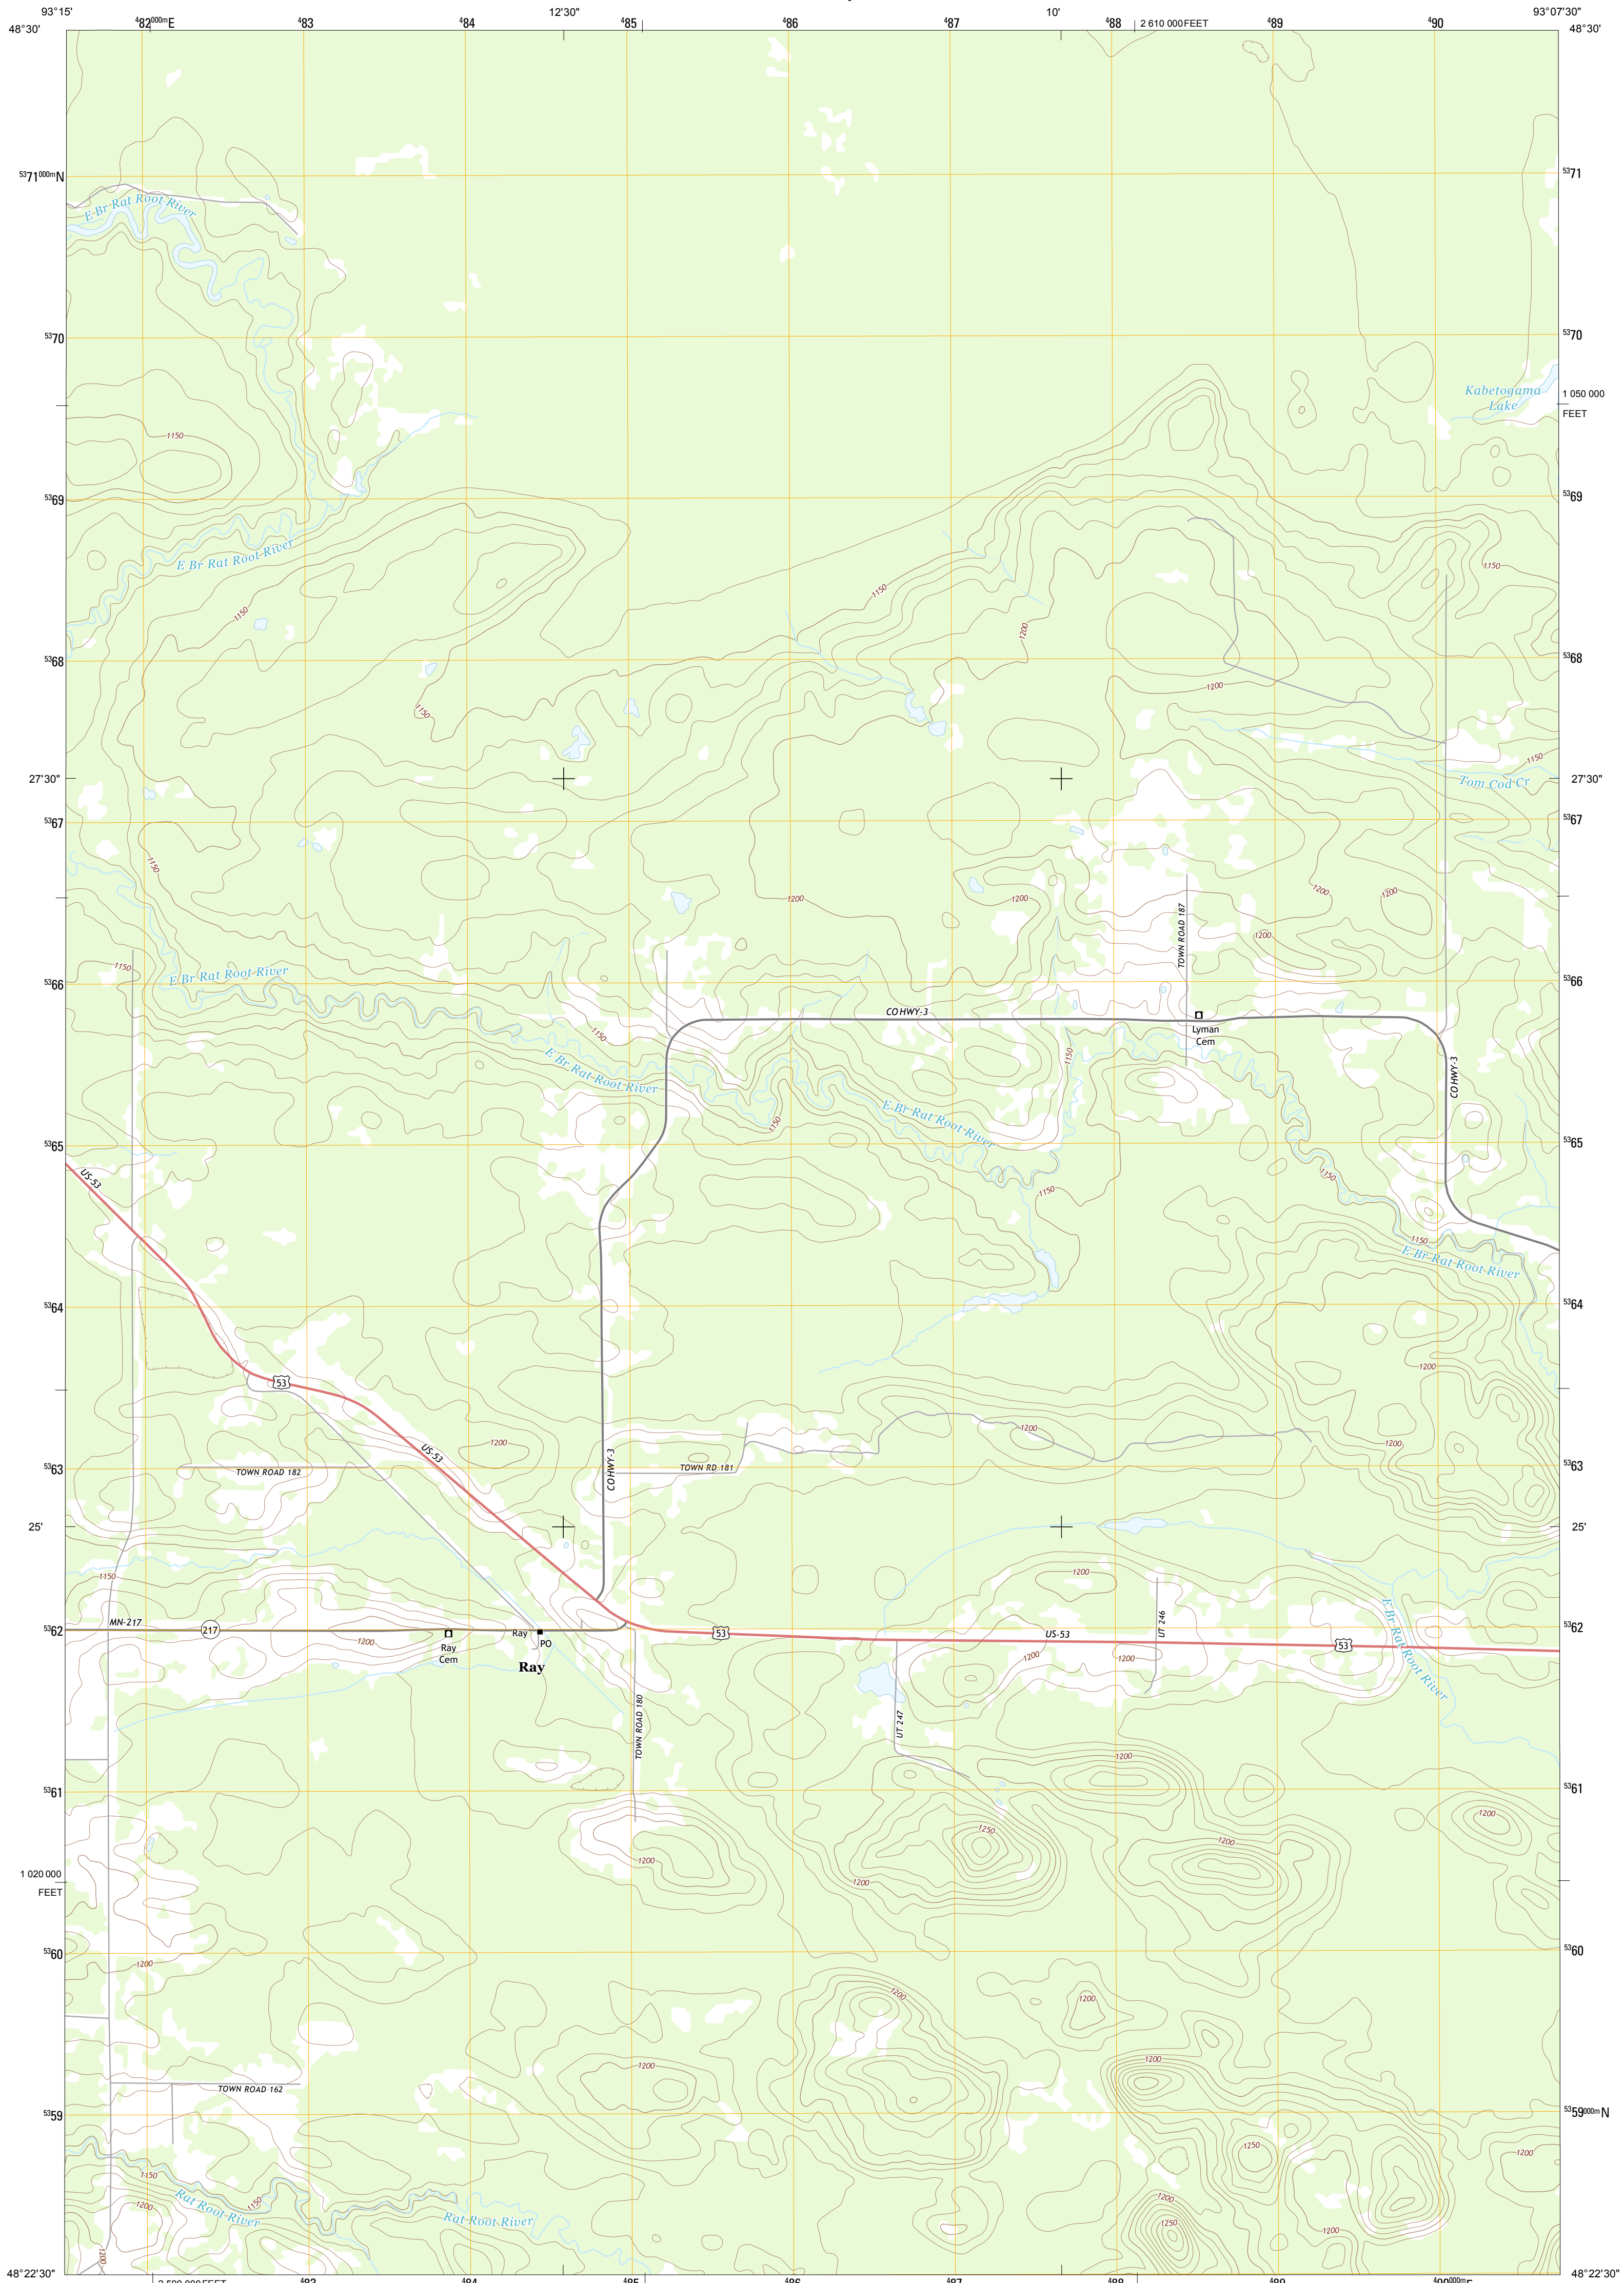 93°15'
⁴82⁰⁰⁰ᵐE
⁴83
⁴84
12'30"
⁴85
⁴86
⁴87
10'
⁴88
2 610 000 FEET
⁴89
⁴90
93°07'30"
48°30'
48°30'
⁵³71⁰⁰⁰ᵐN
⁵³71
E Br Rat Root River
⁵³70
⁵³70
Kabetogama
Lake
1 050 000
FEET
1150
⁵³69
⁵³69
E Br Rat Root River
1150
1150
1150
1200
⁵³68
⁵³68
1150
1200
1150
27'30"
Tom Cod Cr
27'30"
⁵³67
⁵³67
1150
1200
1200
1200
1200
TOWN ROAD 187
1200
1150
E Br Rat Root River
⁵³66
⁵³66
CO HWY-3
1150
Lyman
Cem
1150
E Br Rat Root River
CO HWY-3
E Br Rat Root River
1150
⁵³65
⁵³65
US-53
1150
1150
1150
E Br Rat Root River
⁵³64
⁵³64
1200
53
1200
1200
US-53
1200
CO HWY-3
TOWN RD 181
TOWN ROAD 182
⁵³63
⁵³63
25'
25'
1150
1200
E Br Rat Root River
MN-217
217
UT 246
⁵³62
Ray
PO
53
US-53
53
⁵³62
1200
Ray
Cem
Ray
1200
1200
TOWN ROAD 180
UT 247
1200
⁵³61
⁵³61
1200
1250
1200
1200
1200
1 020 000
FEET
⁵³60
⁵³60
1200
1200
1200
1200
1200
TOWN ROAD 162
⁵³59
⁵³59⁰⁰⁰ᵐN
1250
1200
1150
1150
1200
Rat Root River
Rat Root River
1200
1250
1200
1200
48°22'30"
48°22'30"